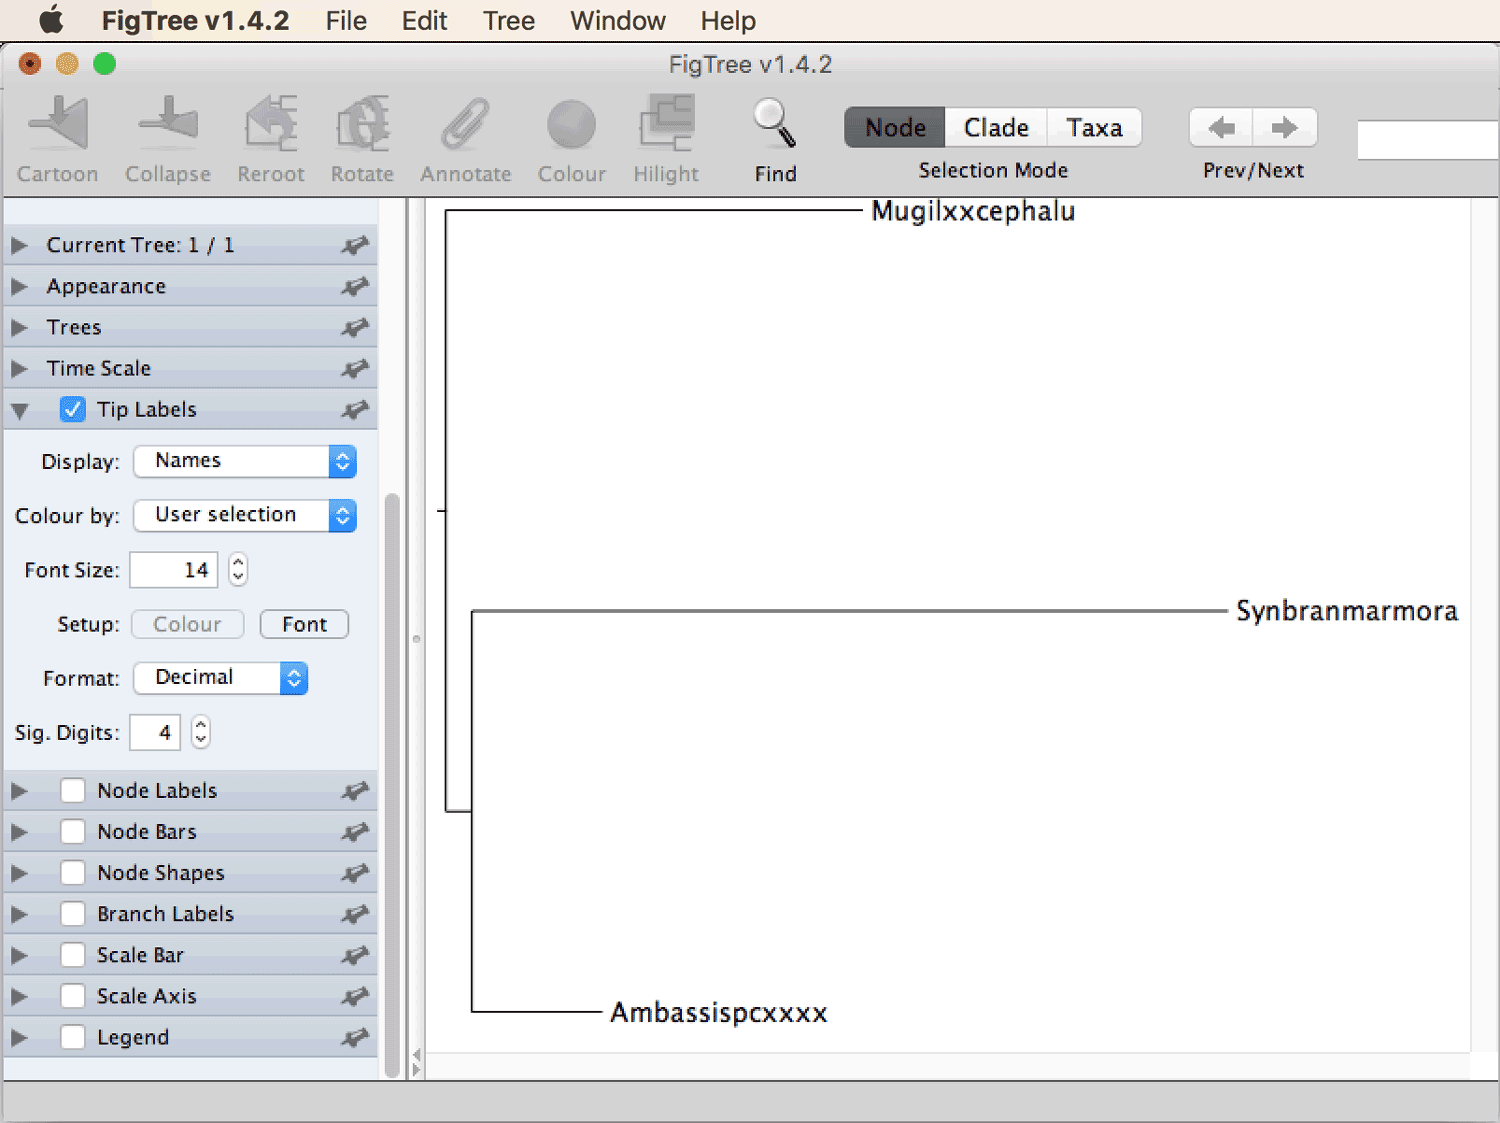 FigTree v1.4.2 File Edit Tree Window Help
FigTree v1.4.2
Cartoon Collapse Reroot Rotate Annotate Colour Hilight Find
Node Clade Taxa
Selection Mode
Prev/Next
Current Tree: 1 / 1
Appearance
Trees
Time Scale
Tip Labels
Display: Names
Colour by: User selection
Font Size: 14
Setup: Colour Font
Format: Decimal
Sig. Digits: 4
Node Labels
Node Bars
Node Shapes
Branch Labels
Scale Bar
Scale Axis
Legend
Mugilxxcephalu
Synbranmarmora
Ambassispcxxxx